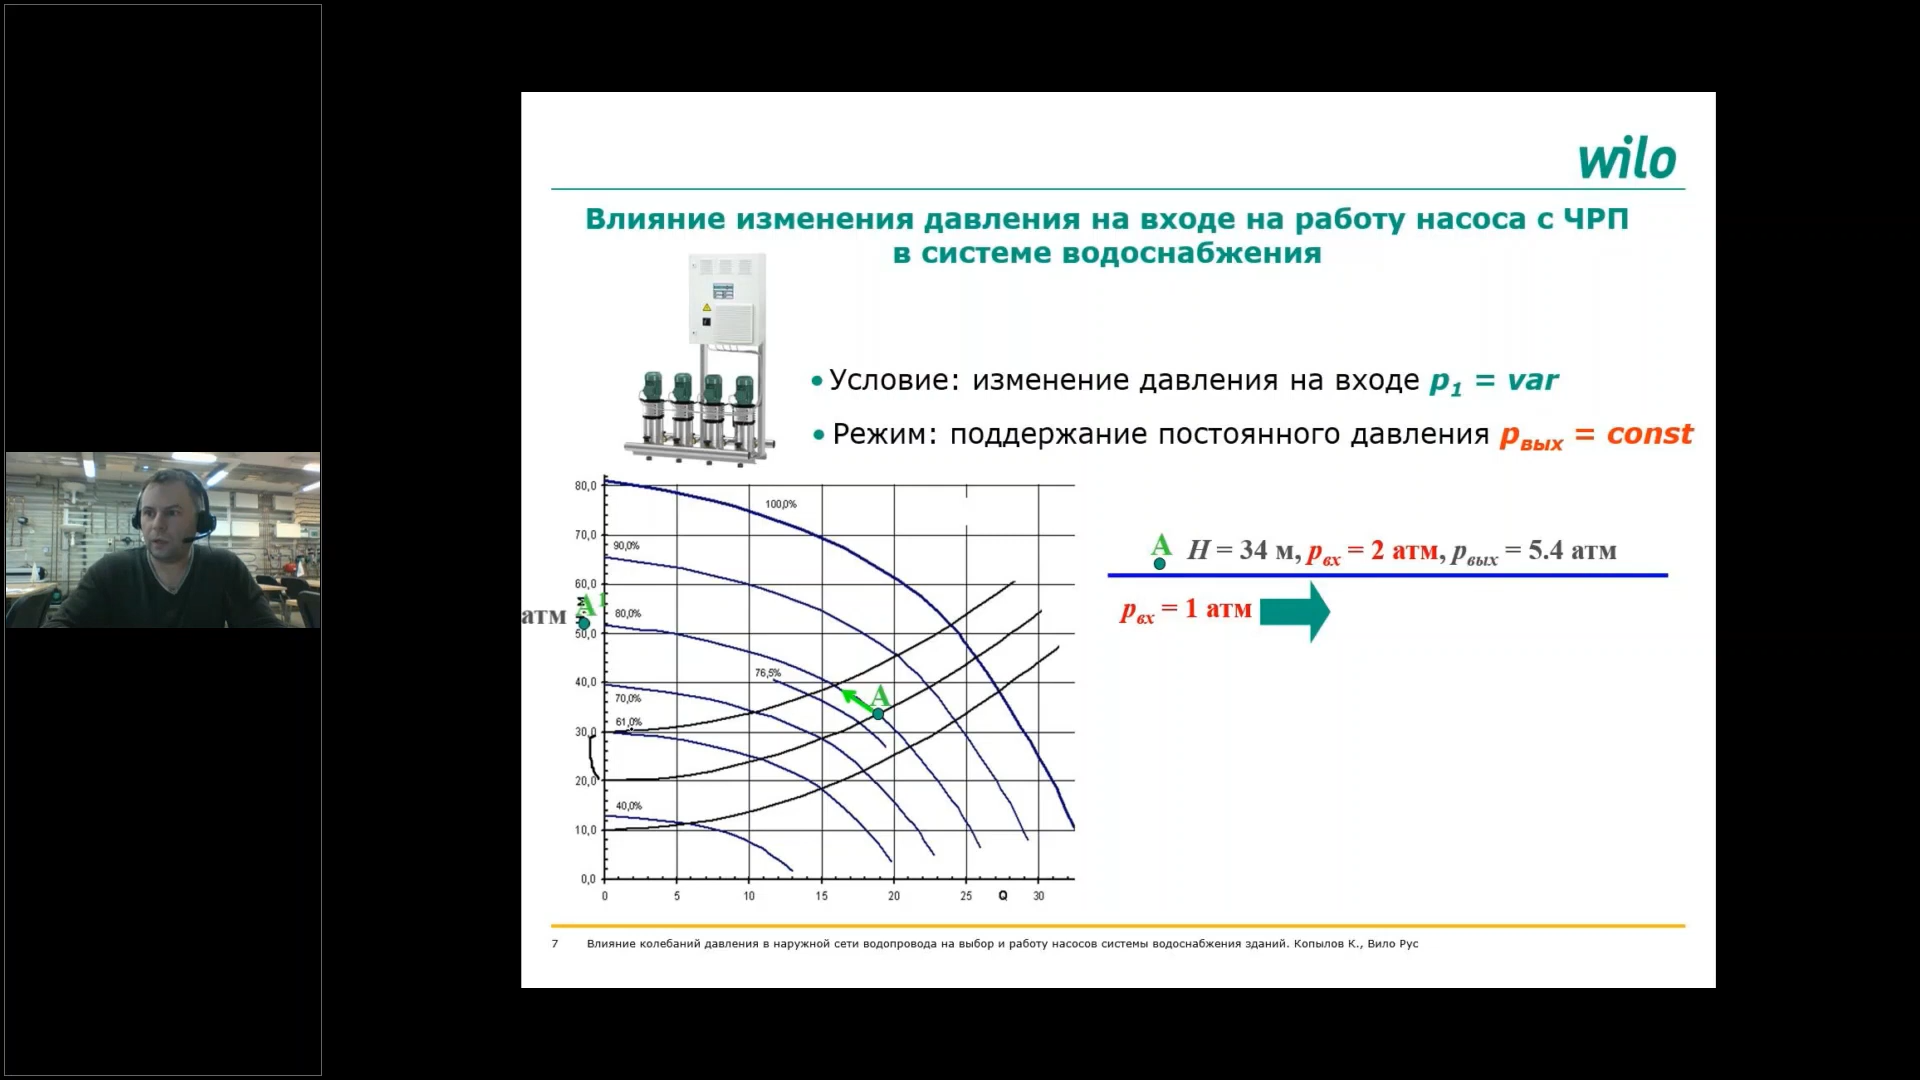 wilo
Влияние изменения давления на входе на работу насоса с ЧРП
в системе водоснабжения
•Условие: изменение давления на входе p1 = var
•Режим: поддержание постоянного давления pвых = const
80,0
70,0
60,0
50,0
40,0
30,0
20,0
10,0
0,0
0
5
10
15
20
25
Q
30
100,0%
90,0%
80,0%
76,5%
70,0%
61,0%
40,0%
атм
A1
A
A H = 34 м, pвх = 2 атм, pвых = 5.4 атм
pвх = 1 атм
7 Влияние колебаний давления в наружной сети водопровода на выбор и работу насосов системы водоснабжения зданий. Копылов К., Вило Рус